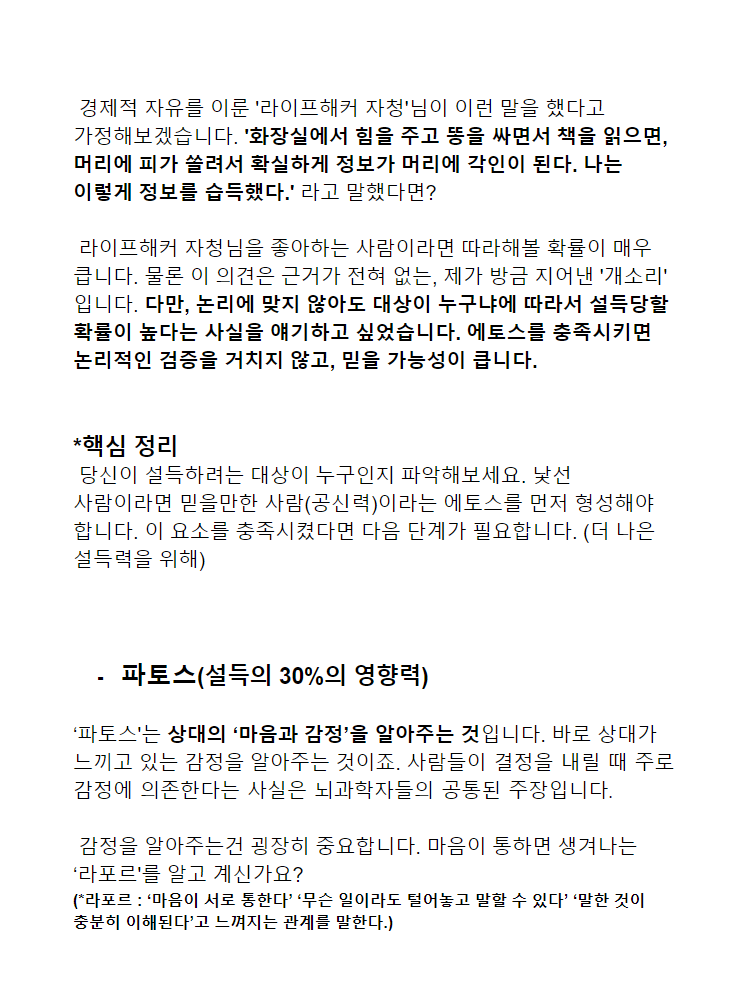 경제적 자유를 이룬 '라이프해커 자청'님이 이런 말을 했다고
가정해보겠습니다. '화장실에서 힘을 주고 똥을 싸면서 책을 읽으면,
머리에 피가 쏠려서 확실하게 정보가 머리에 각인이 된다. 나는
이렇게 정보를 습득했다.' 라고 말했다면?
라이프해커 자청님을 좋아하는 사람이라면 따라해볼 확률이 매우
큽니다. 물론 이 의견은 근거가 전혀 없는, 제가 방금 지어낸 '개소리'
입니다. 다만, 논리에 맞지 않아도 대상이 누구냐에 따라서 설득당할
확률이 높다는 사실을 얘기하고 싶었습니다. 에토스를 충족시키면
논리적인 검증을 거치지 않고, 믿을 가능성이 큽니다.
*핵심 정리
당신이 설득하려는 대상이 누구인지 파악해보세요. 낯선
사람이라면 믿을만한 사람(공신력)이라는 에토스를 먼저 형성해야
합니다. 이 요소를 충족시켰다면 다음 단계가 필요합니다. (더 나은
설득력을 위해)
- 파토스(설득의 30%의 영향력)
‘파토스'는 상대의 ‘마음과 감정’을 알아주는 것입니다. 바로 상대가
느끼고 있는 감정을 알아주는 것이죠. 사람들이 결정을 내릴 때 주로
감정에 의존한다는 사실은 뇌과학자들의 공통된 주장입니다.
감정을 알아주는건 굉장히 중요합니다. 마음이 통하면 생겨나는
‘라포르'를 알고 계신가요?
(*라포르 : ‘마음이 서로 통한다’ ‘무슨 일이라도 털어놓고 말할 수 있다’ ‘말한 것이
충분히 이해된다’고 느껴지는 관계를 말한다.)